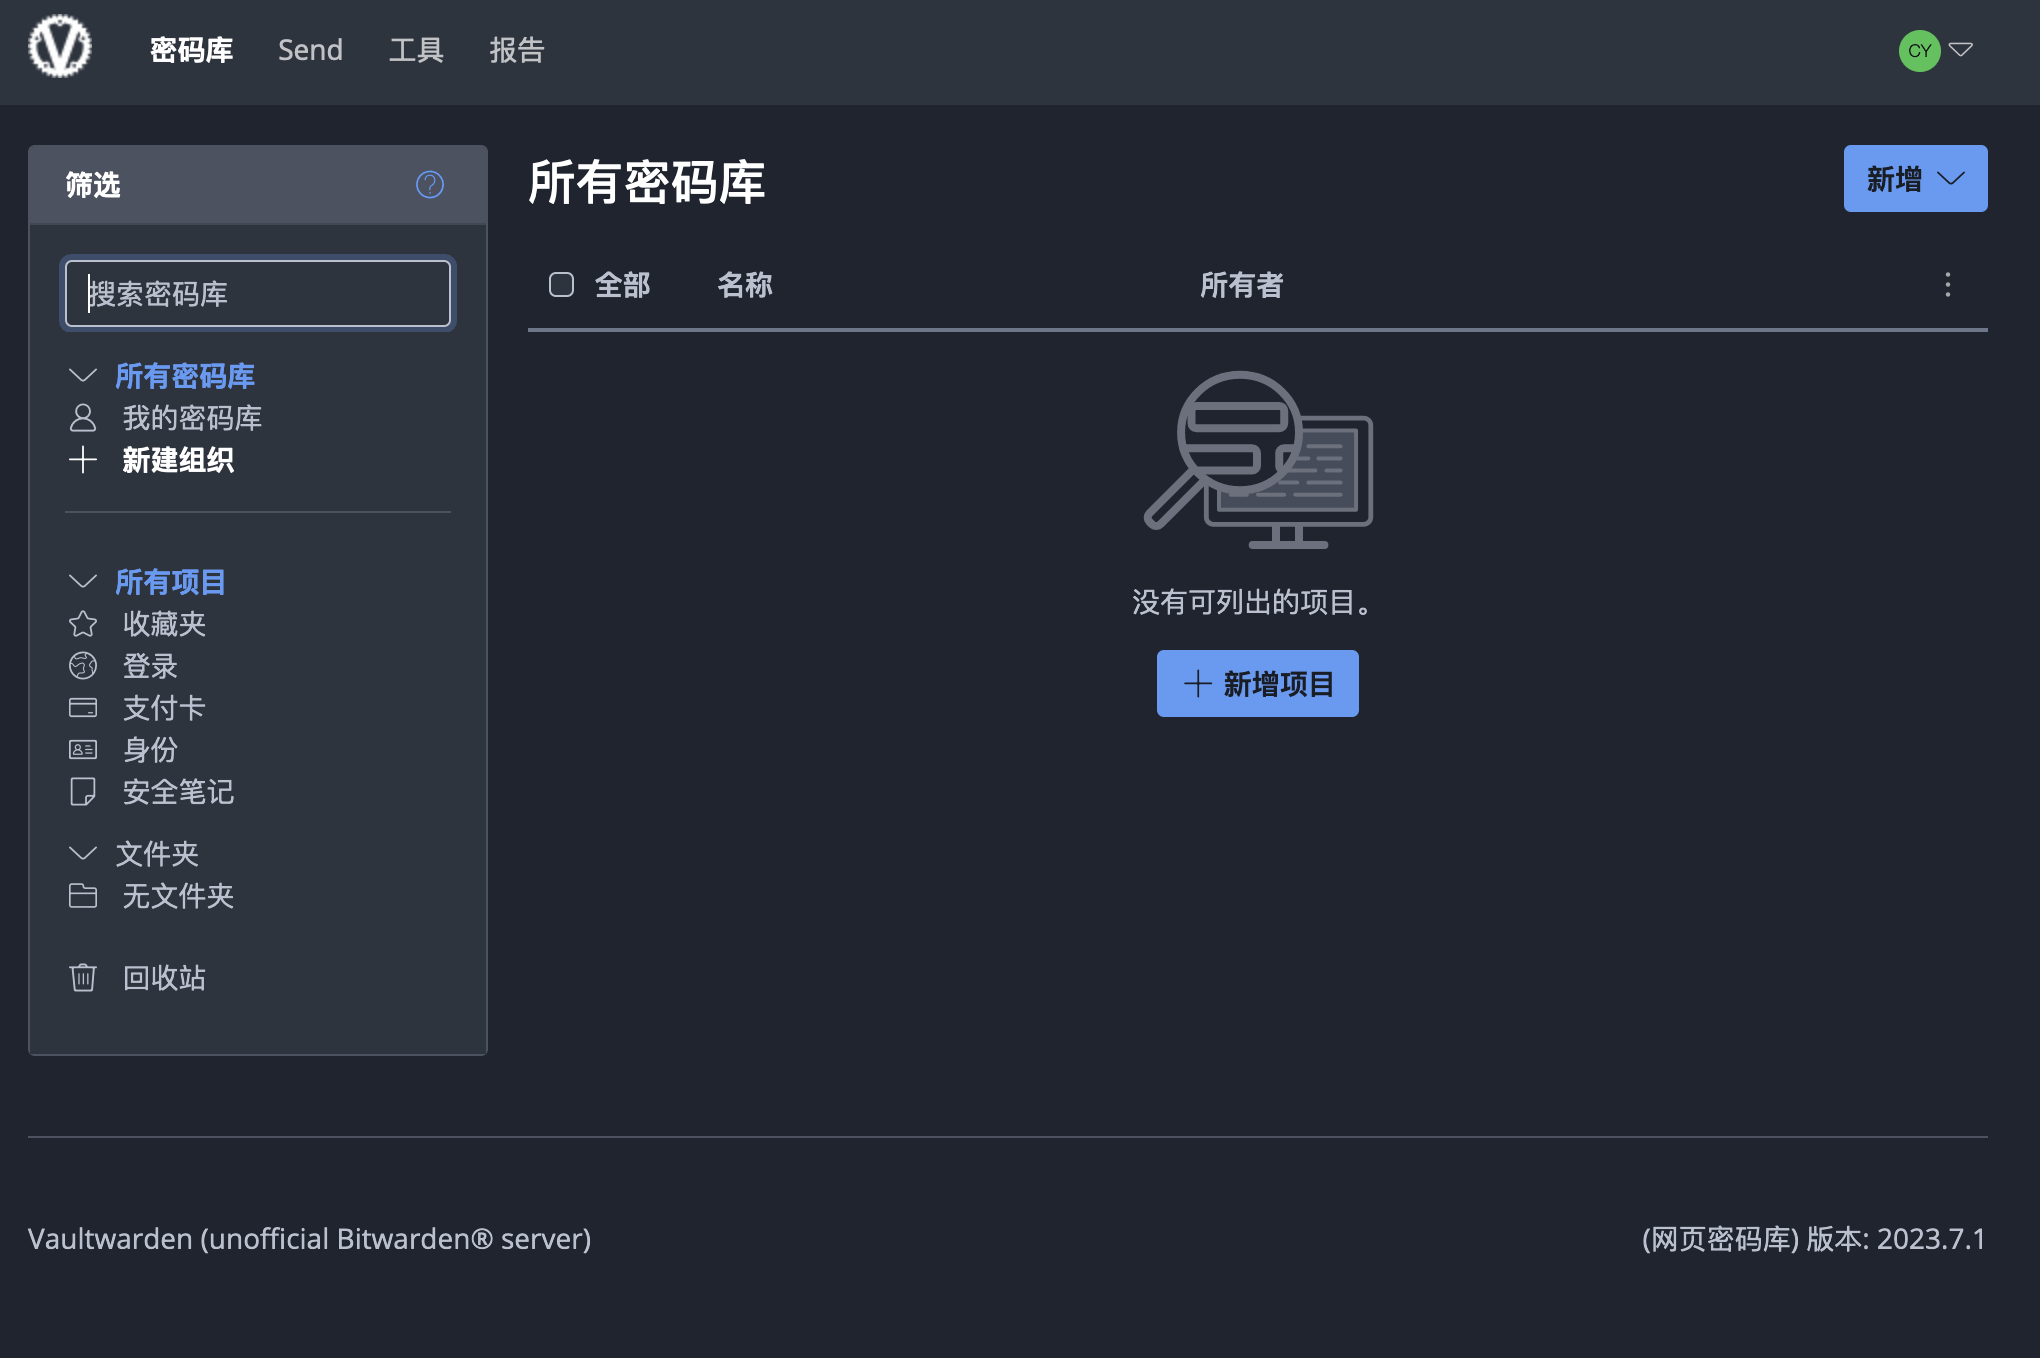 密码库
Send
工具
报告
CY
筛选
搜索密码库
所有密码库
我的密码库
新建组织
所有项目
收藏夹
登录
支付卡
身份
安全笔记
文件夹
无文件夹
回收站
所有密码库
新增
全部
名称
所有者
没有可列出的项目。
新增项目
Vaultwarden (unofficial Bitwarden® server)
(网页密码库) 版本: 2023.7.1